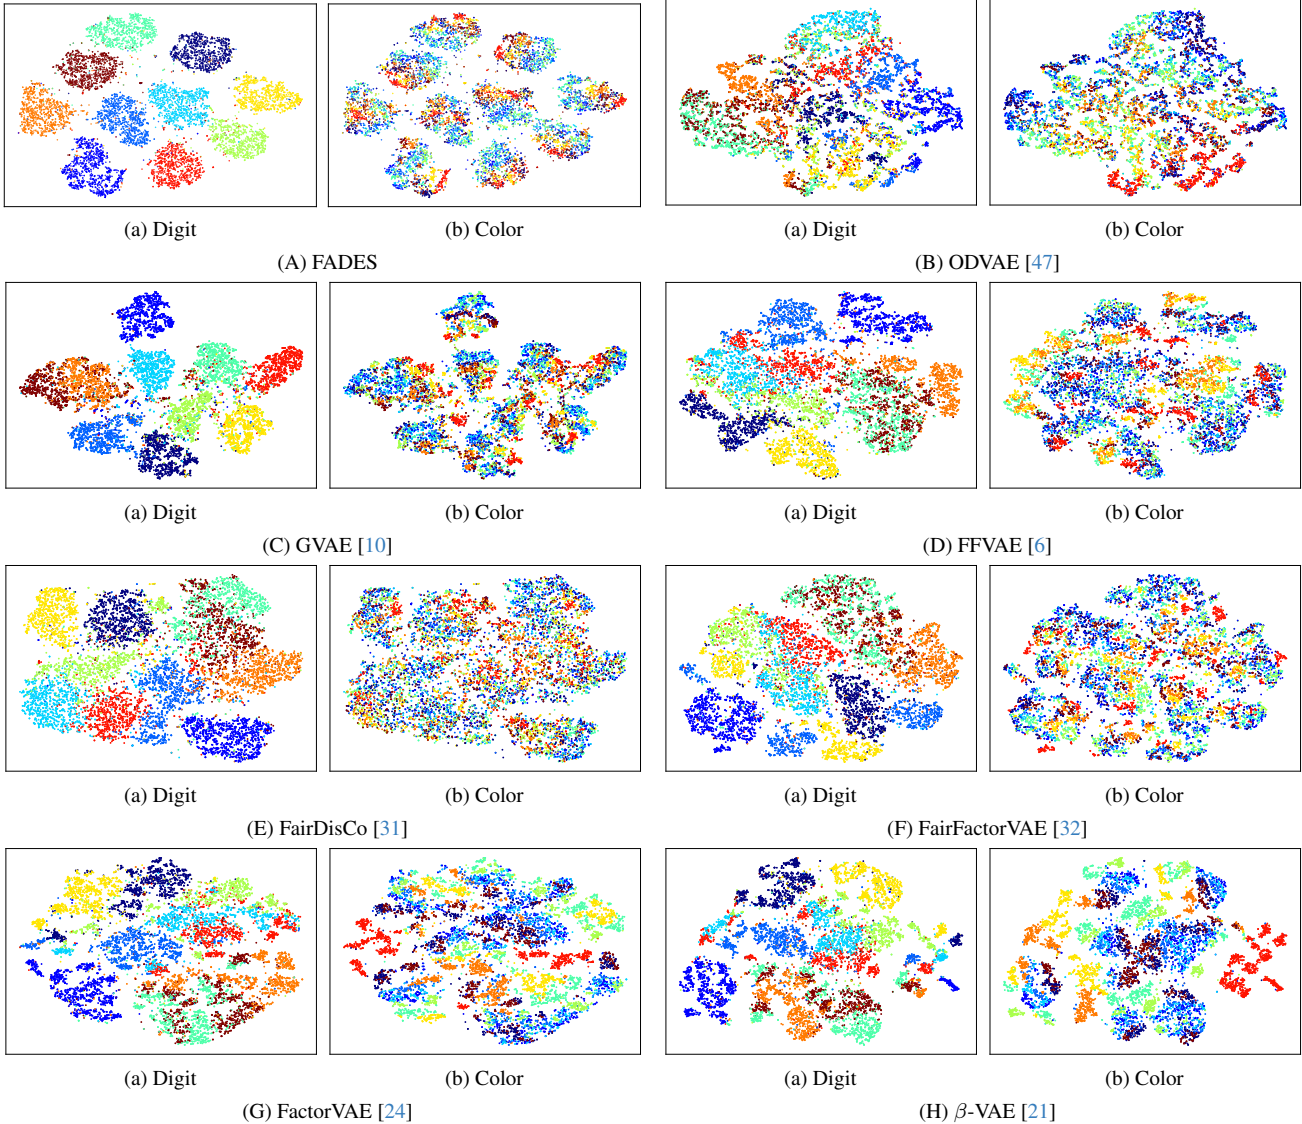 (a) Digit (b) Color (a) Digit (b) Color
(A) FADES (B) ODVAE [47]
(a) Digit (b) Color (a) Digit (b) Color
(C) GVAE [10] (D) FFVAE [6]
(a) Digit (b) Color (a) Digit (b) Color
(E) FairDisCo [31] (F) FairFactorVAE [32]
(a) Digit (b) Color (a) Digit (b) Color
(G) FactorVAE [24] (H) β-VAE [21]